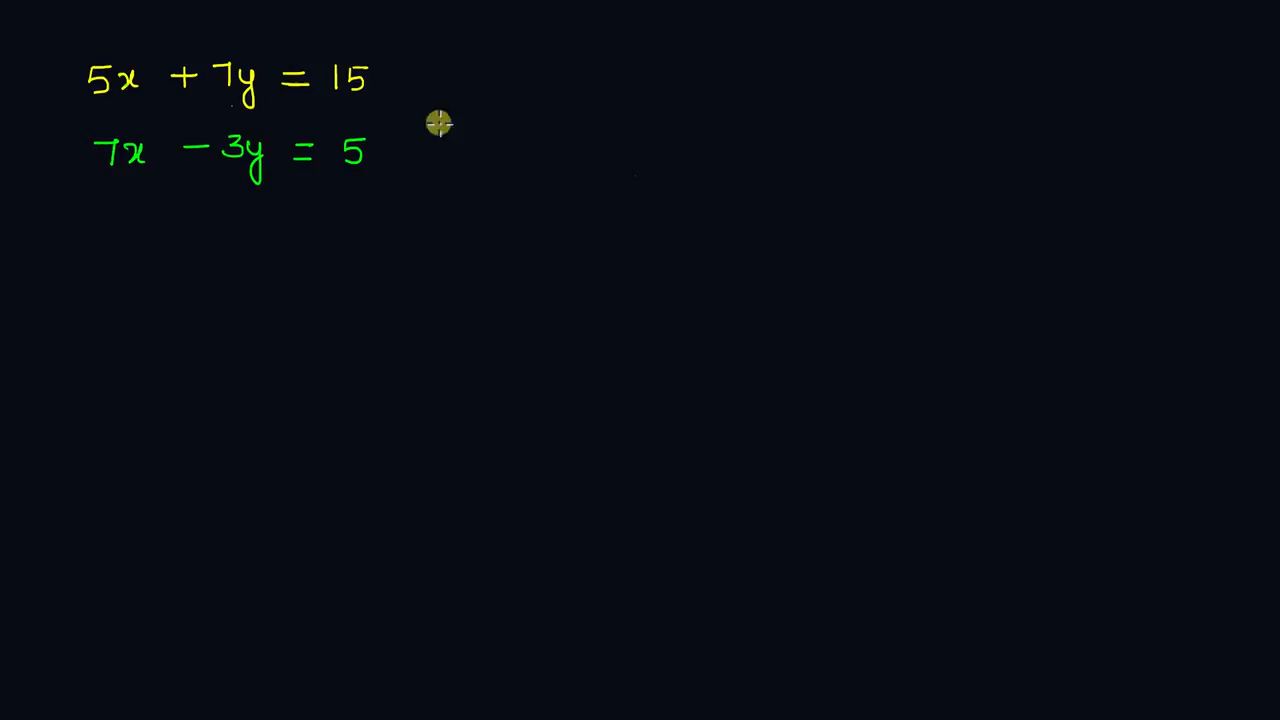 5x + 7y = 15
7x - 3y = 5